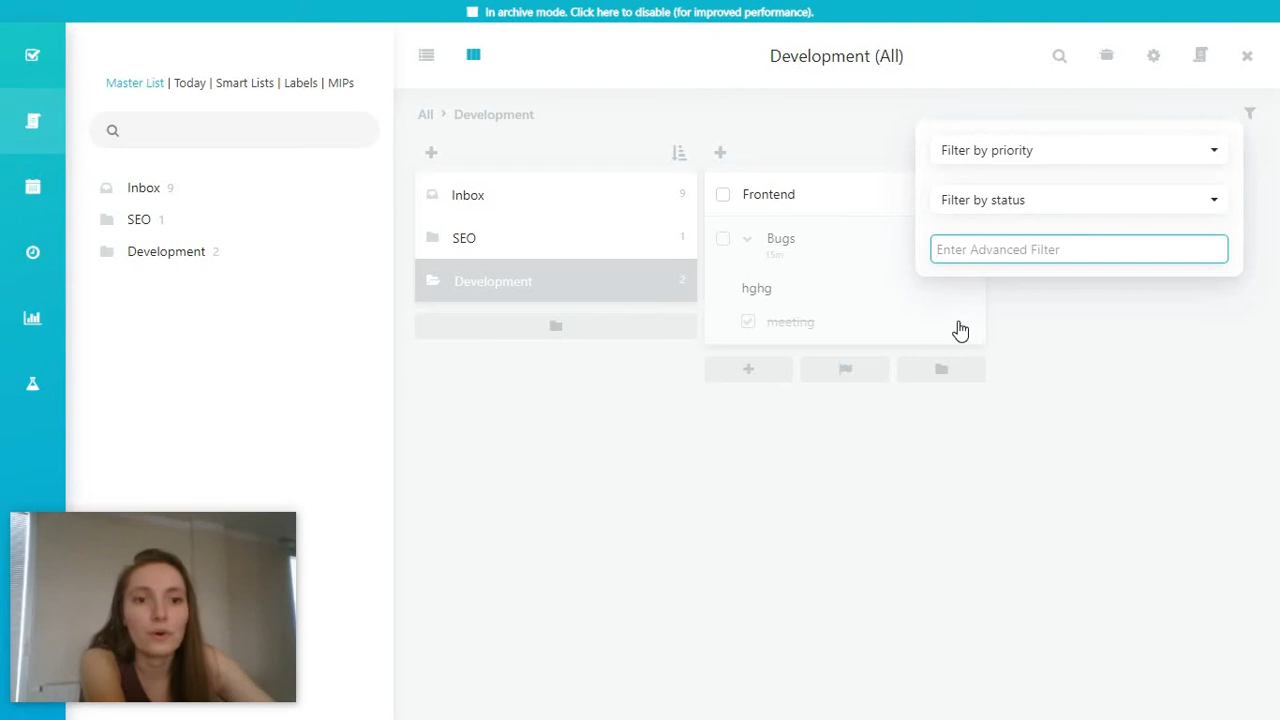 In archive mode. Click here to disable (for improved performance).
Master List | Today | Smart Lists | Labels | MIPs
Inbox 9
SEO 1
Development 2
Development (All)
All > Development
Inbox 9
SEO 1
Development 2
Frontend
Bugs
15m
hghg
meeting
Filter by priority
Filter by status
Enter Advanced Filter